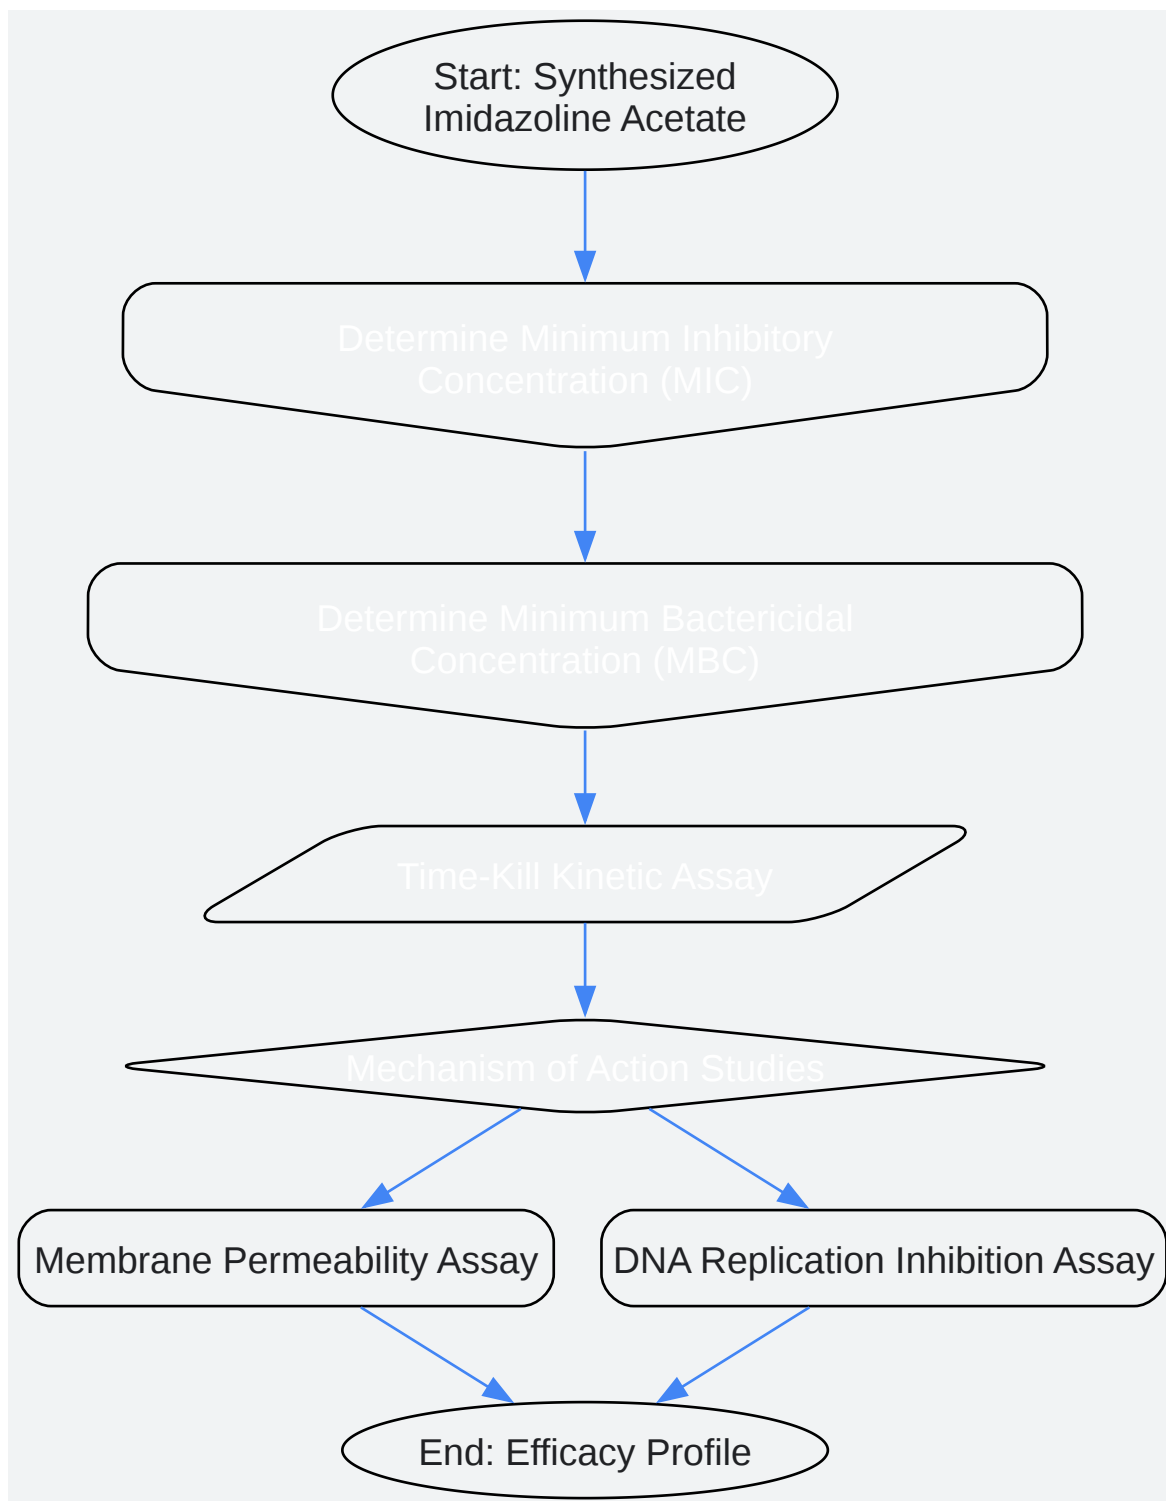 Start: Synthesized
Imidazoline Acetate
Determine Minimum Inhibitory
Concentration (MIC)
Determine Minimum Bactericidal
Concentration (MBC)
Time-Kill Kinetic Assay
Mechanism of Action Studies
Membrane Permeability Assay
DNA Replication Inhibition Assay
End: Efficacy Profile